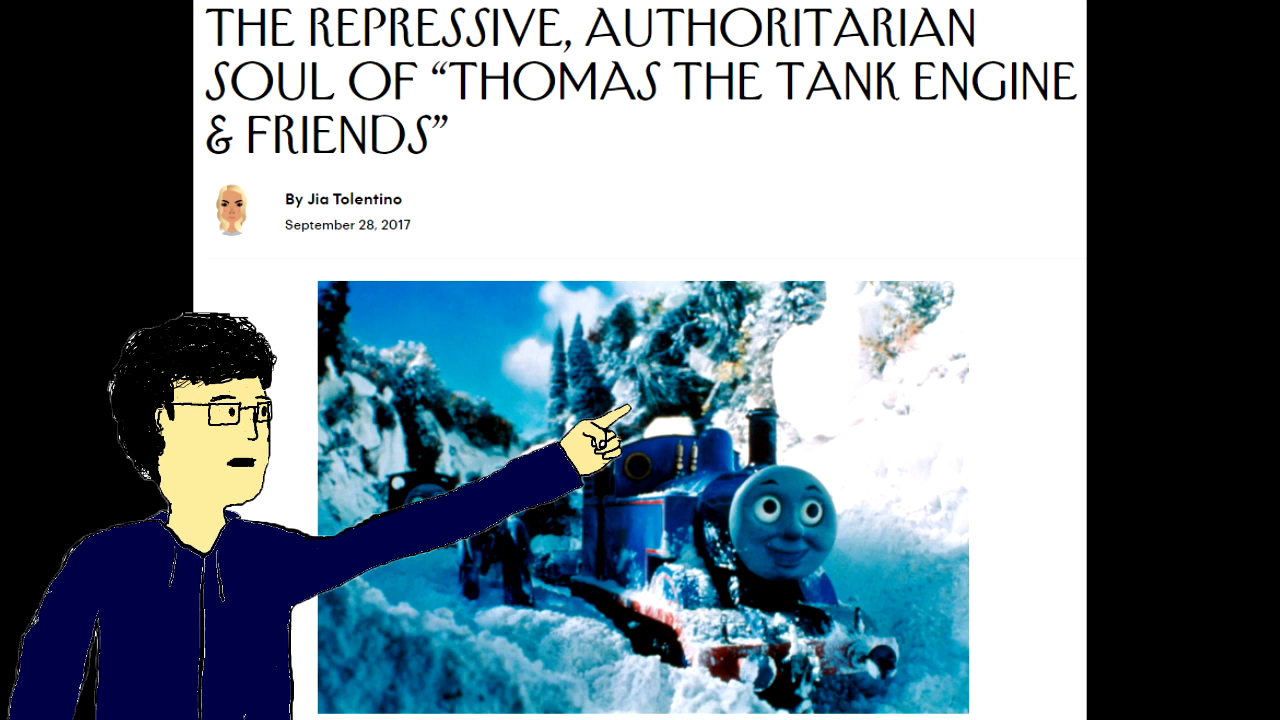 THE REPRESSIVE, AUTHORITARIAN
SOUL OF “THOMAS THE TANK ENGINE
& FRIENDS”
By Jia Tolentino
September 28, 2017